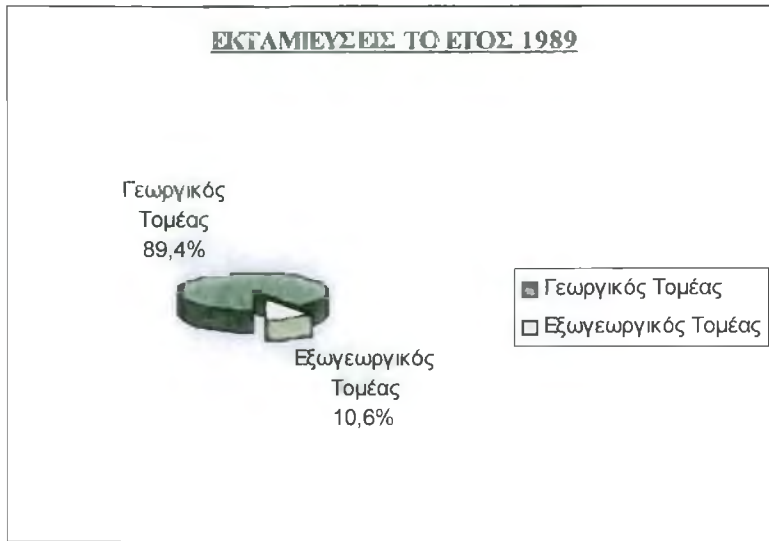 ΕΚΤΑΜΙΕΥΣΕΙΣ ΤΟ ΕΤΟΣ 1989
Γεωργικός
Τομέας
89,4%
Εξωγεωργικός
Τομέας
10,6%
Γεωργικός Τομέας
Εξωγεωργικός Τομέας